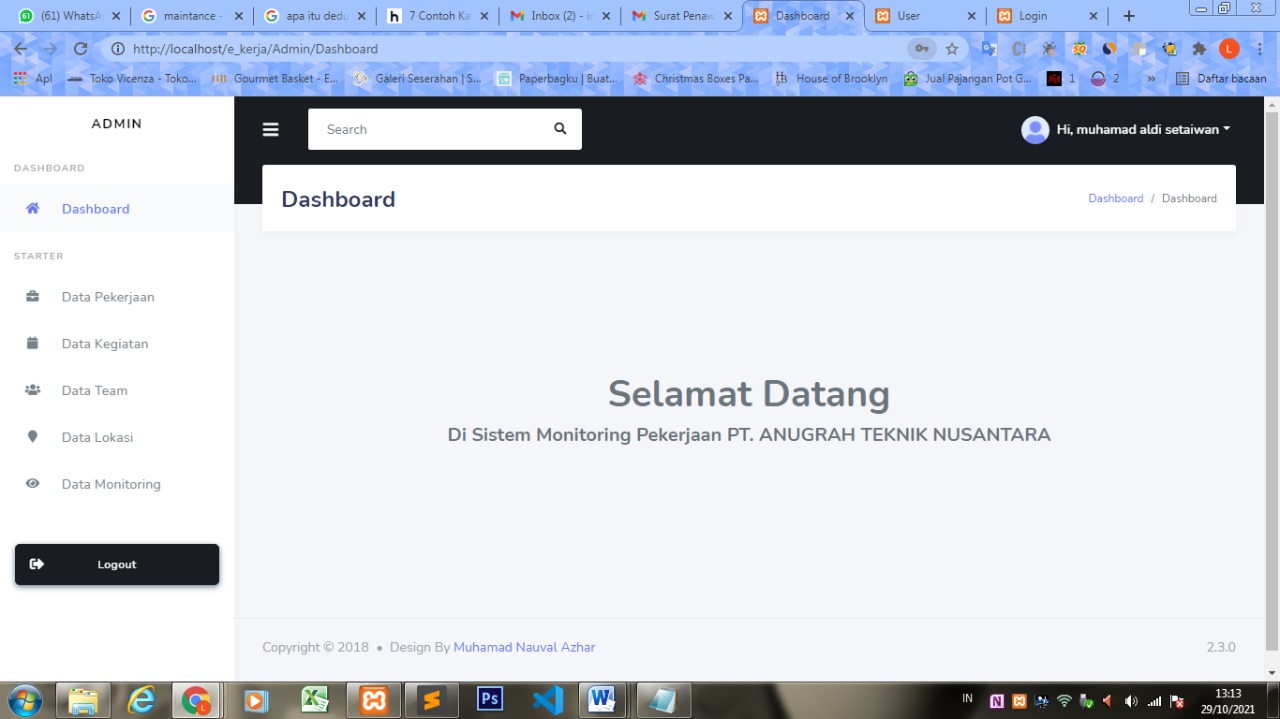 (61) WhatsA
maintance -
apa itu dedu
7 Contoh Ka
Inbox (2) - ir
Surat Penaw
Dashboard
User
Login
http://localhost/e_kerja/Admin/Dashboard
L
Apl
Toko Vicenza - Toko...
Gourmet Basket - E...
Galeri Seserahan | S...
Paperbagku | Buat...
Christmas Boxes Pa...
House of Brooklyn
Jual Pajangan Pot G...
1
2
»
Daftar bacaan
ADMIN
Search
Hi, muhamad aldi setaiwan
DASHBOARD
Dashboard
Dashboard
Dashboard / Dashboard
STARTER
Data Pekerjaan
Data Kegiatan
Data Team
Data Lokasi
Data Monitoring
Logout
Selamat Datang
Di Sistem Monitoring Pekerjaan PT. ANUGRAH TEKNIK NUSANTARA
Copyright © 2018 • Design By Muhamad Nauval Azhar
2.3.0
Ps
IN
13:13
29/10/2021